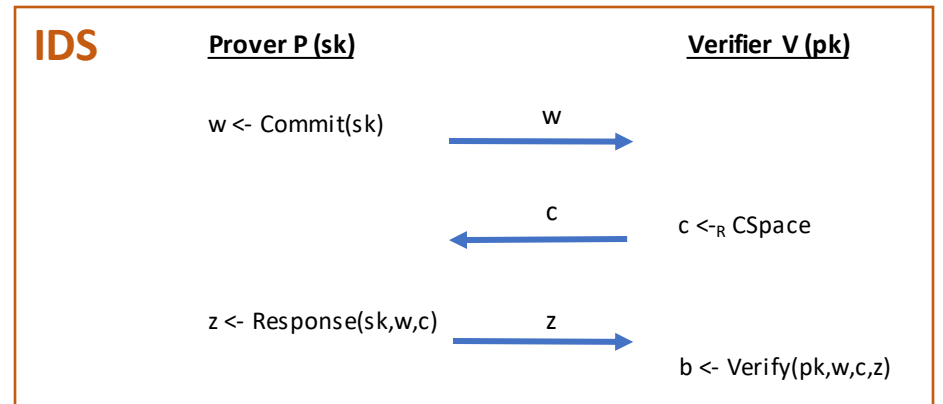 IDS
Prover P (sk) Verifier V (pk)
w <- Commit(sk) w
c c <-R CSpace
z <- Response(sk,w,c) z
b <- Verify(pk,w,c,z)